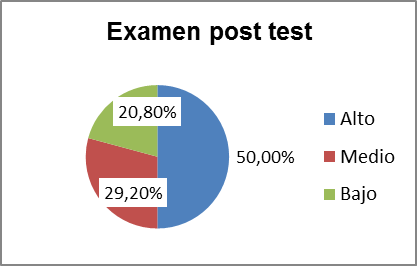 Examen post test
20,80%
50,00%
29,20%
Alto
Medio
Bajo